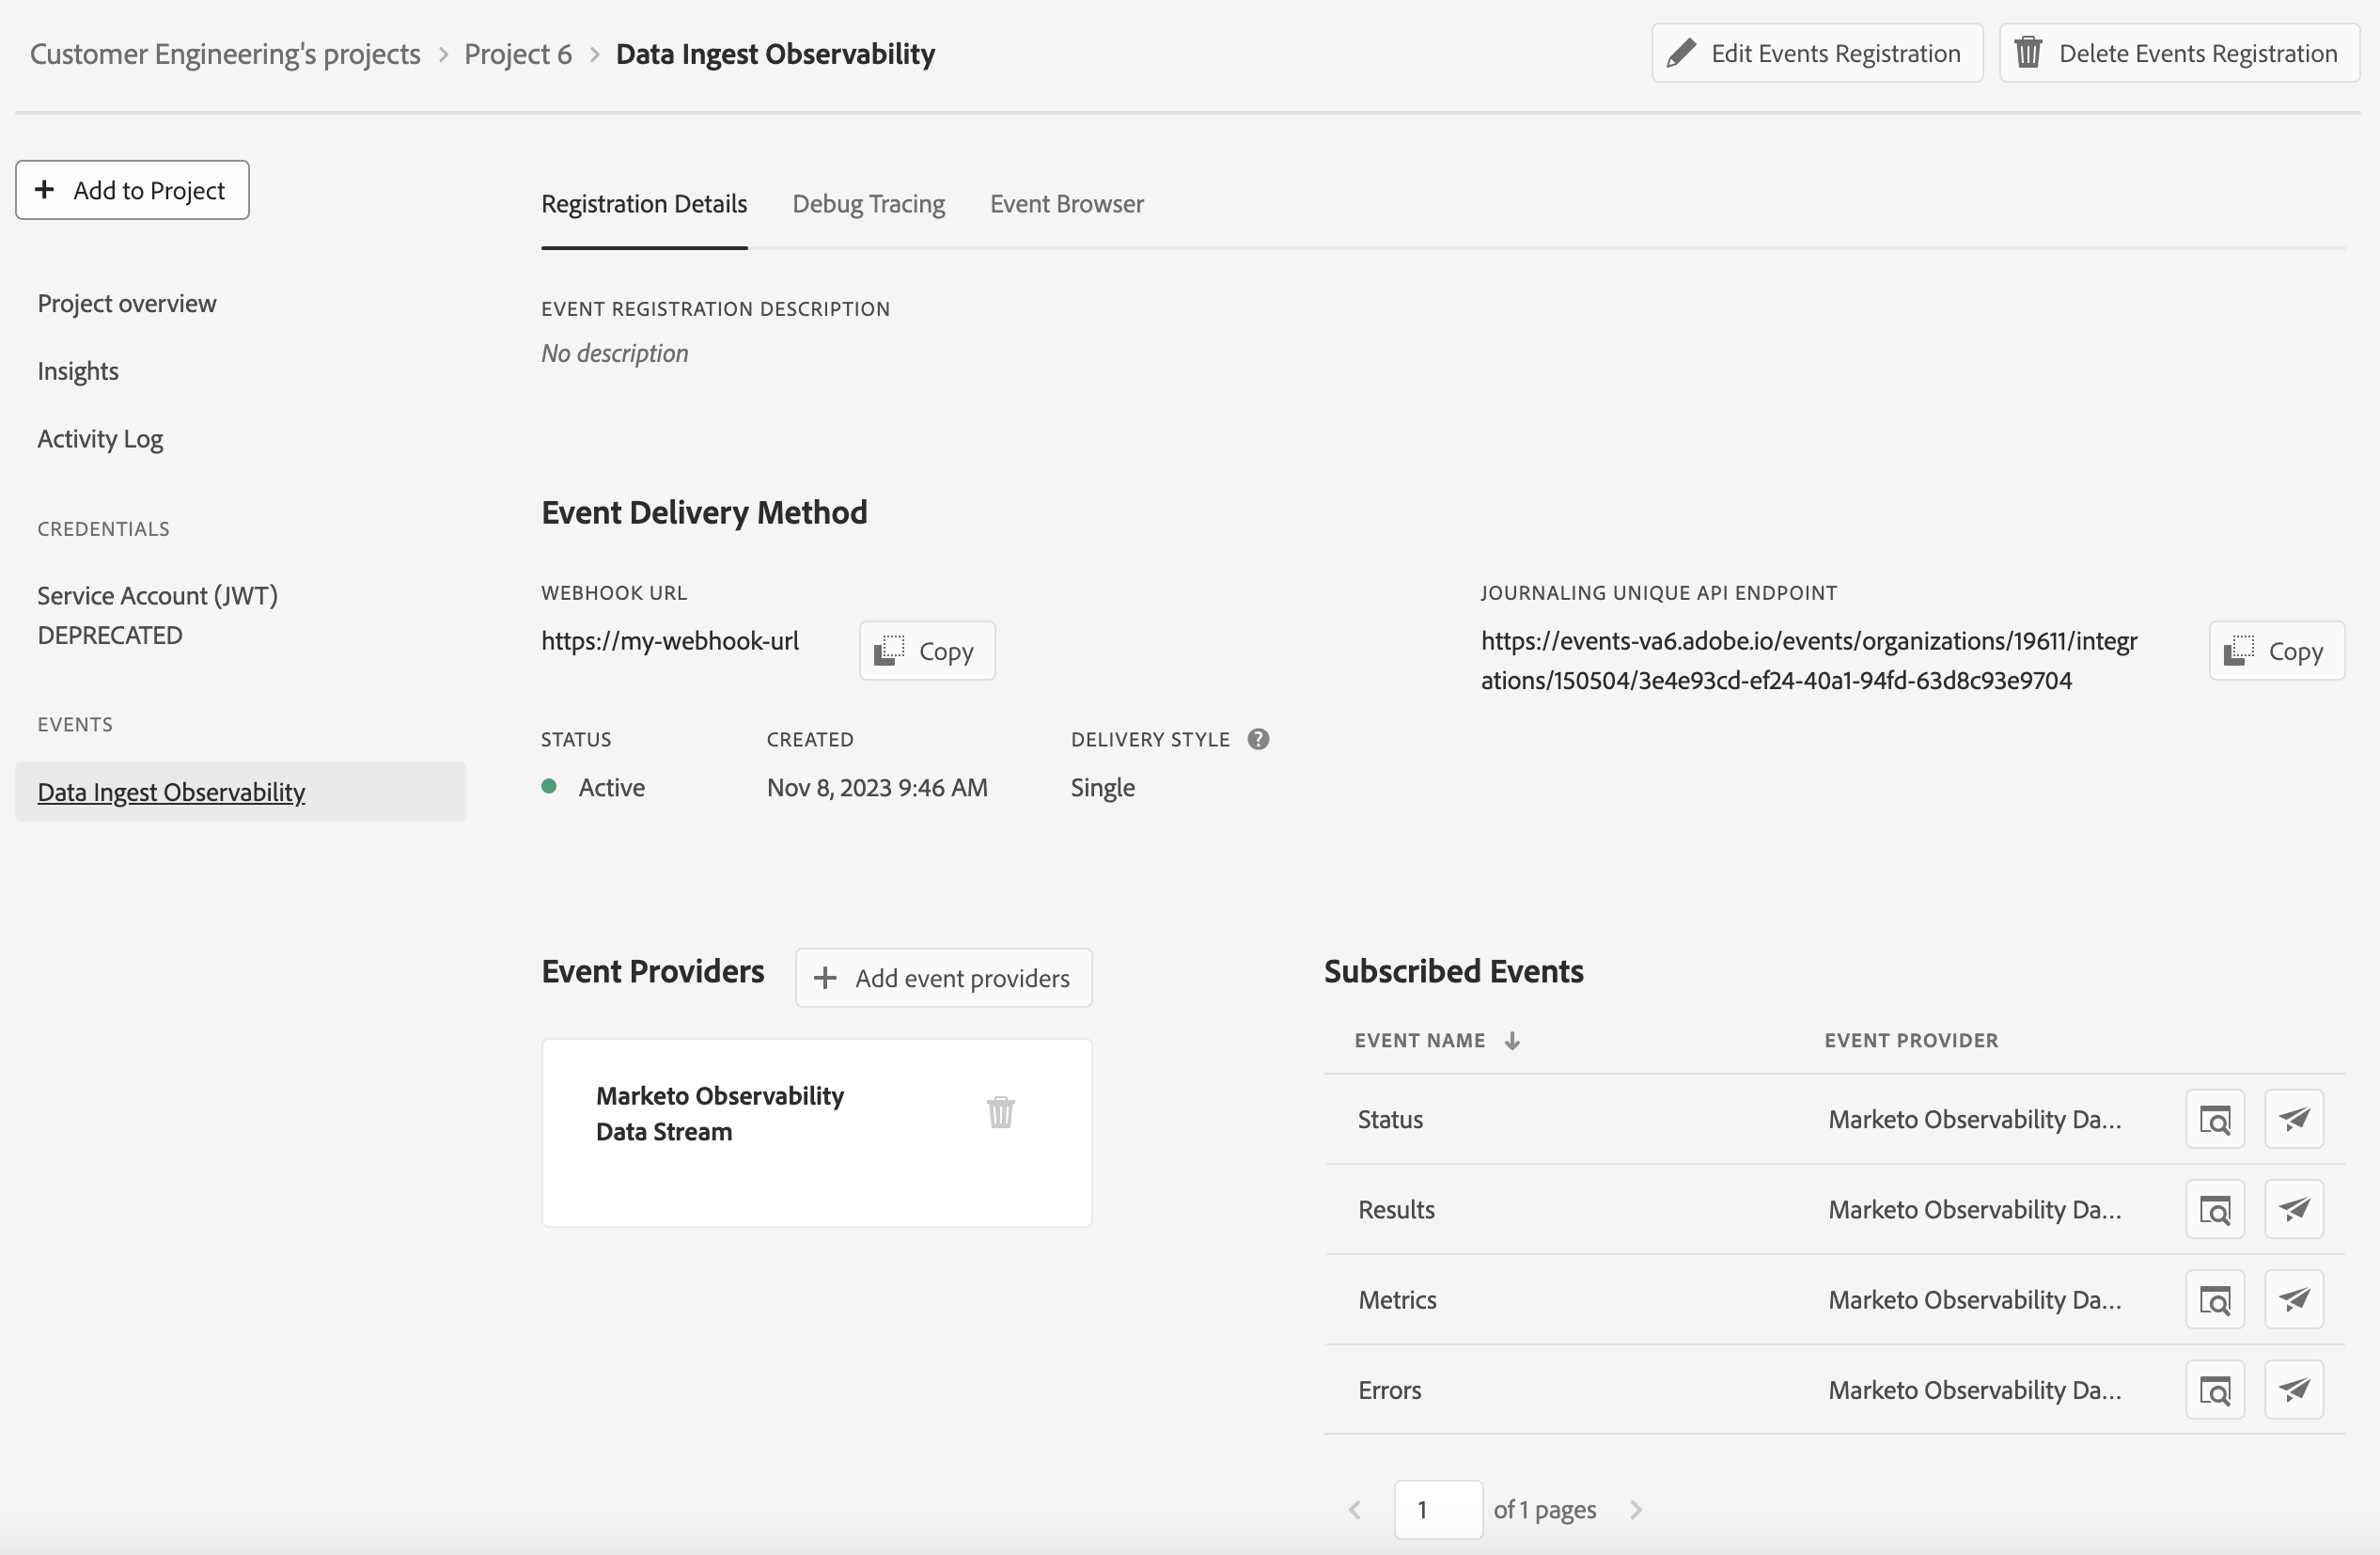 Customer Engineering's projects > Project 6 > Data Ingest Observability
Edit Events Registration
Delete Events Registration
+ Add to Project
Project overview
Insights
Activity Log
CREDENTIALS
Service Account (JWT)
DEPRECATED
EVENTS
Data Ingest Observability
Registration Details
Debug Tracing
Event Browser
EVENT REGISTRATION DESCRIPTION
No description
Event Delivery Method
WEBHOOK URL
https://my-webhook-url
Copy
JOURNALING UNIQUE API ENDPOINT
https://events-va6.adobe.io/events/organizations/19611/integr
ations/150504/3e4e93cd-ef24-40a1-94fd-63d8c93e9704
Copy
STATUS
Active
CREATED
Nov 8, 2023 9:46 AM
DELIVERY STYLE ?
Single
Event Providers
+ Add event providers
Marketo Observability
Data Stream
Subscribed Events
EVENT NAME ↓ EVENT PROVIDER
Status Marketo Observability Da...
Results Marketo Observability Da...
Metrics Marketo Observability Da...
Errors Marketo Observability Da...
< 1 of 1 pages >